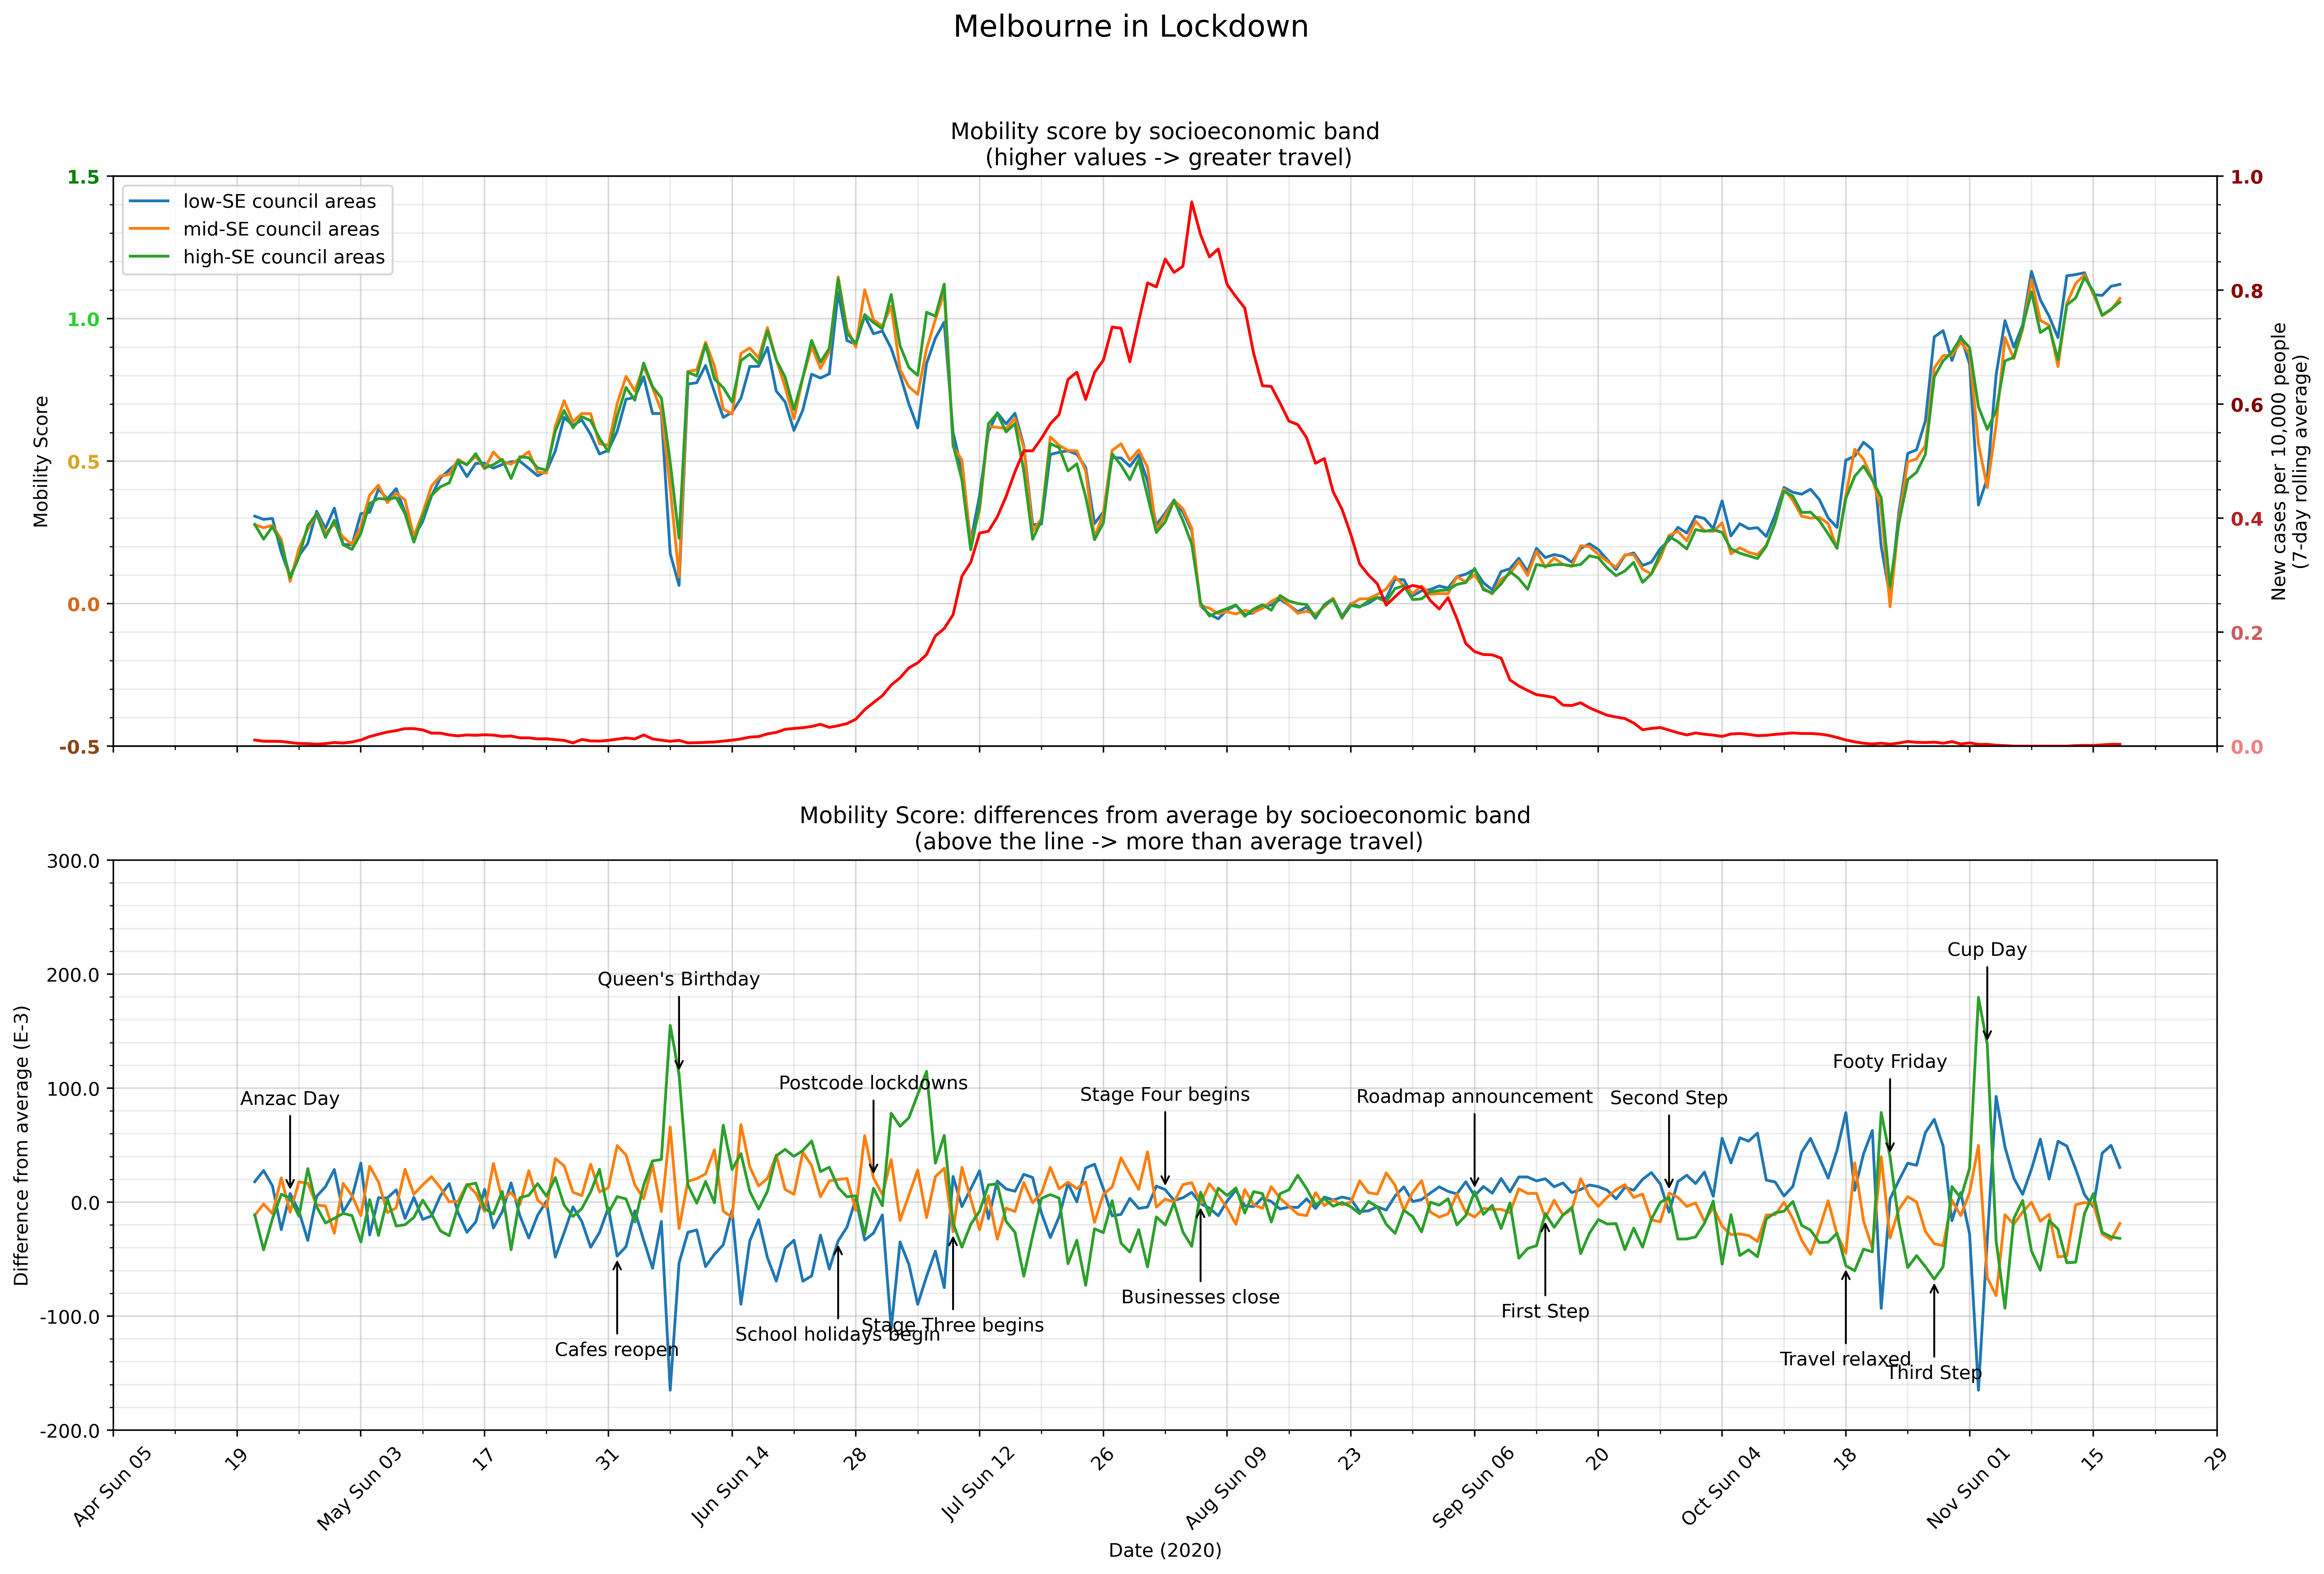 Melbourne in Lockdown
Mobility score by socioeconomic band
(higher values -> greater travel)
1.5
1.0
0.5
0.0
-0.5
Mobility Score
low-SE council areas
mid-SE council areas
high-SE council areas
1.0
0.8
0.6
0.4
0.2
0.0
New cases per 10,000 people
(7-day rolling average)
Mobility Score: differences from average by socioeconomic band
(above the line -> more than average travel)
300.0
200.0
100.0
0.0
-100.0
-200.0
Difference from average (E-3)
Anzac Day
Cafes reopen
Queen's Birthday
School holidays begin
Postcode lockdowns
Stage Three begins
Stage Four begins
Businesses close
Roadmap announcement
First Step
Second Step
Travel relaxed
Footy Friday
Third Step
Cup Day
Apr Sun 05
19
May Sun 03
17
31
Jun Sun 14
28
Jul Sun 12
26
Aug Sun 09
23
Sep Sun 06
20
Oct Sun 04
18
Nov Sun 01
15
29
Date (2020)